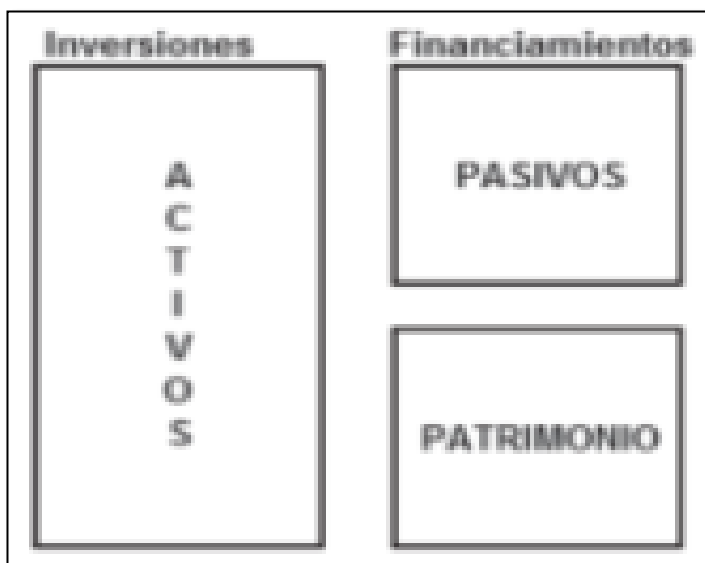 Inversiones
Financiamientos
A
C
T
I
V
O
S
PASIVOS
PATRIMONIO